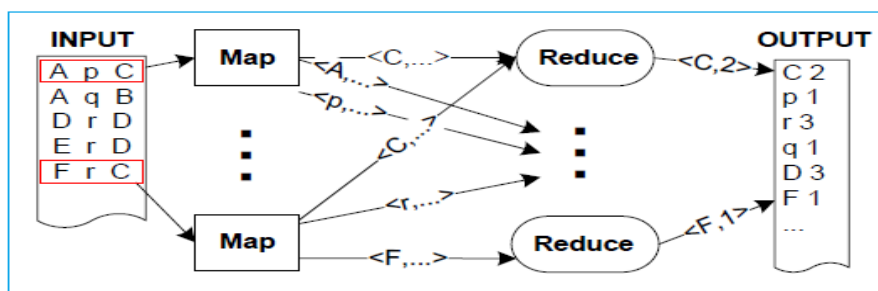 INPUT
A p C
A q B
D r D
E r D
F r C
Map
Map
<C,...>
<A,...>
<p,...>
<C,...>
<r,...>
<F,...>
Reduce
Reduce
<C,2>
<F,1>
OUTPUT
C 2
p 1
r 3
q 1
D 3
F 1
...